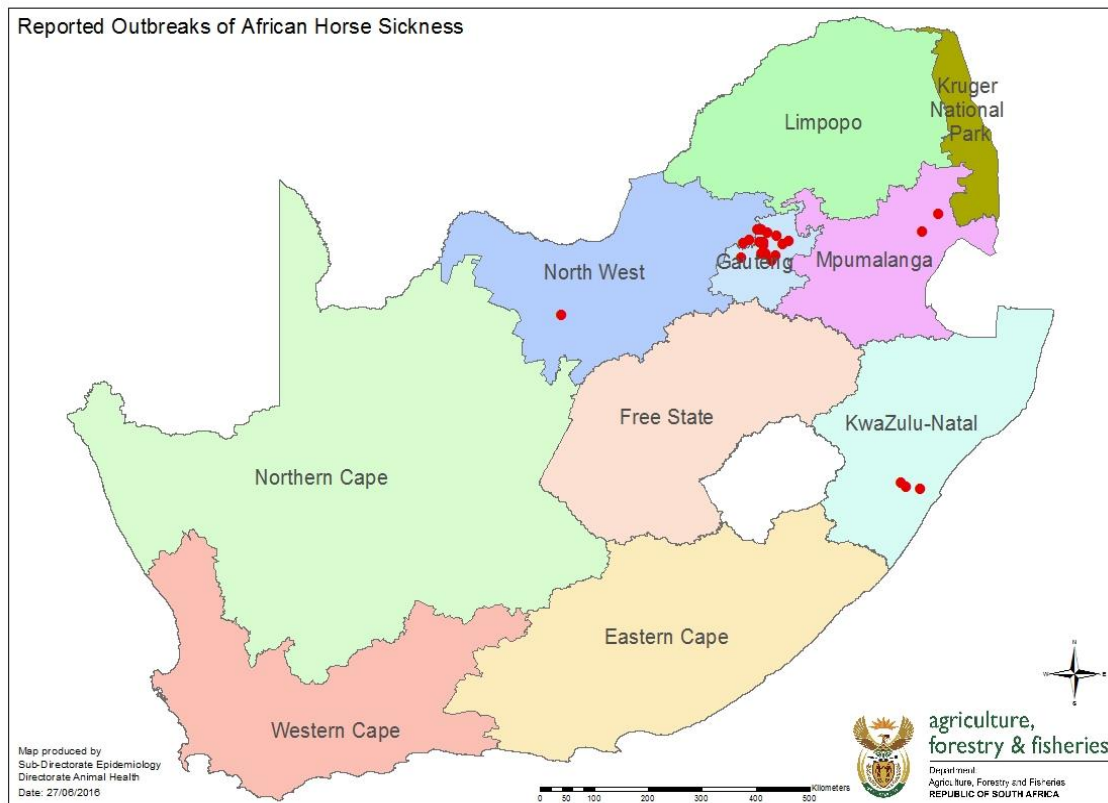 Reported Outbreaks of African Horse Sickness
Kruger
National
Park
Limpopo
North West
Gauteng
Mpumalanga
Free State
KwaZulu-Natal
Northern Cape
Eastern Cape
Western Cape
N
W
E
S
Map produced by
Sub-Directorate Epidemiology
Directorate Animal Health
Date: 27/06/2016
Kilometers
0 50 100 200 300 400 500
agriculture,
forestry & fisheries
Department:
Agriculture, Forestry and Fisheries
REPUBLIC OF SOUTH AFRICA